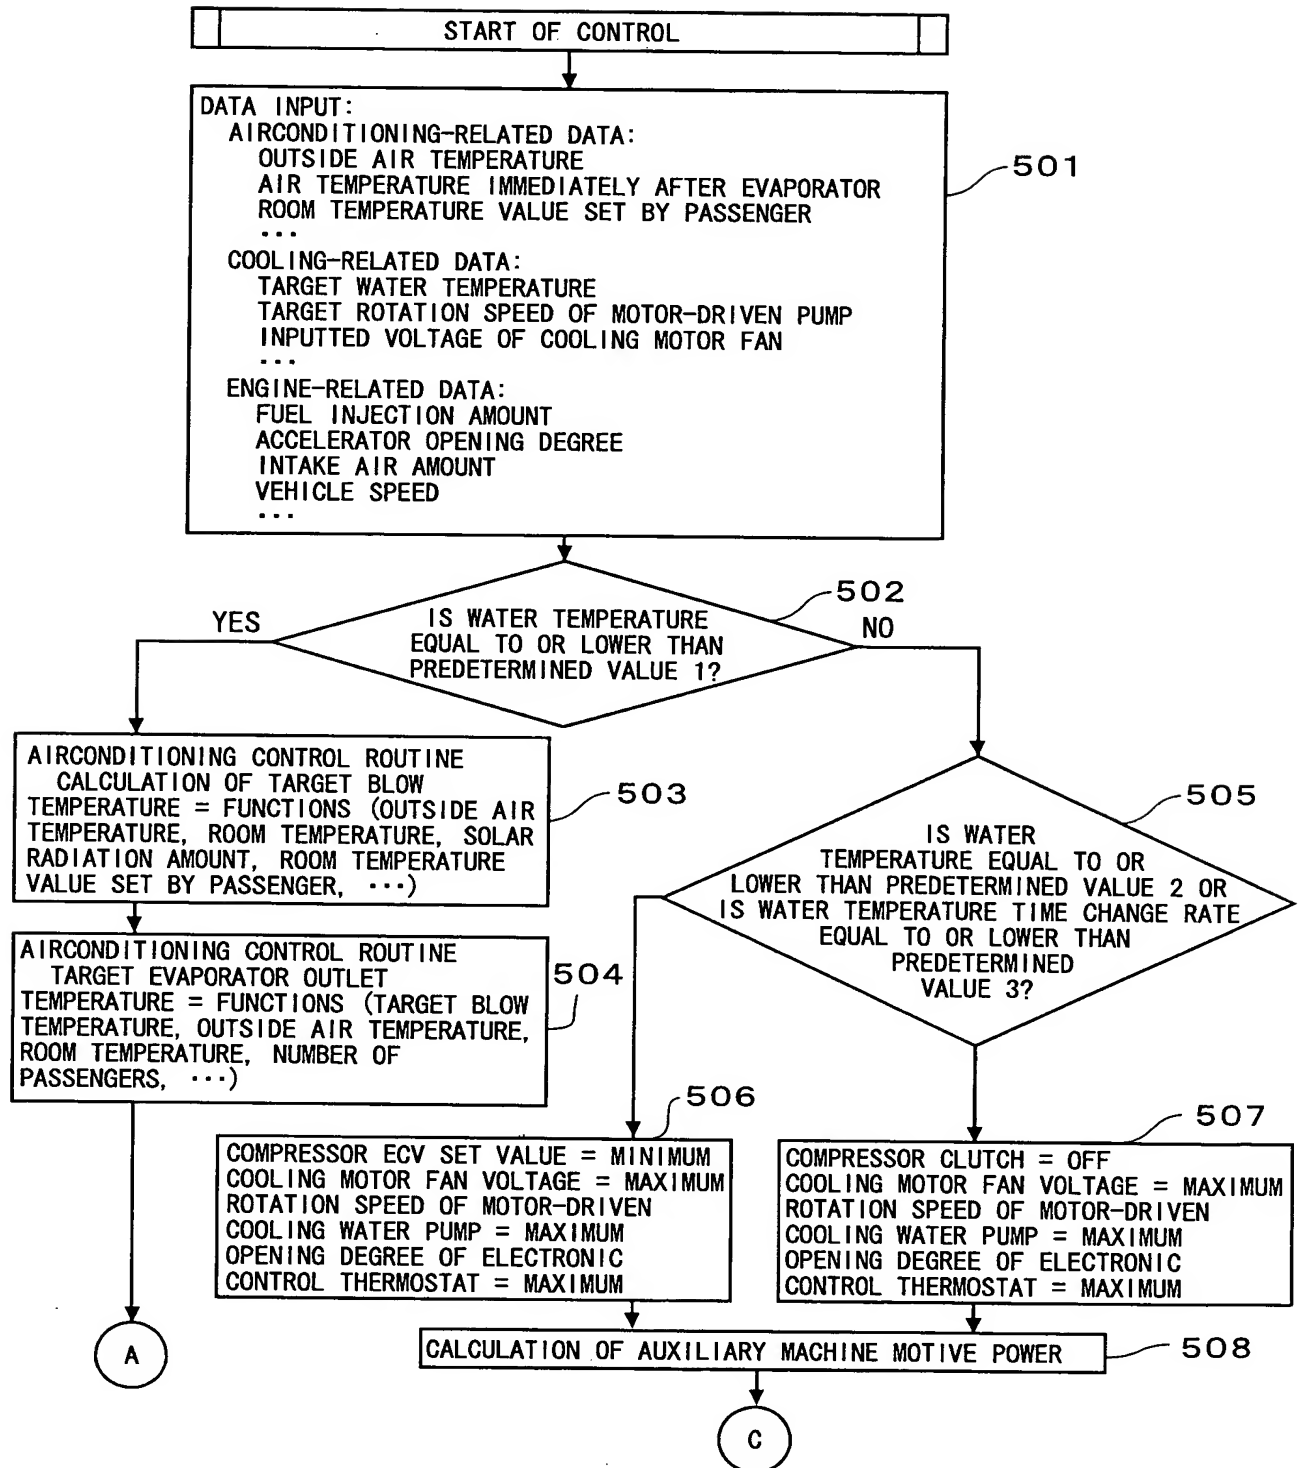 START OF CONTROL
DATA INPUT:
AIRCONDITIONING-RELATED DATA:
OUTSIDE AIR TEMPERATURE
AIR TEMPERATURE IMMEDIATELY AFTER EVAPORATOR
ROOM TEMPERATURE VALUE SET BY PASSENGER
...
COOLING-RELATED DATA:
TARGET WATER TEMPERATURE
TARGET ROTATION SPEED OF MOTOR-DRIVEN PUMP
INPUTTED VOLTAGE OF COOLING MOTOR FAN
...
ENGINE-RELATED DATA:
FUEL INJECTION AMOUNT
ACCELERATOR OPENING DEGREE
INTAKE AIR AMOUNT
VEHICLE SPEED
...
501
IS WATER TEMPERATURE
EQUAL TO OR LOWER THAN
PREDETERMINED VALUE 1?
502
YES
NO
AIRCONDITIONING CONTROL ROUTINE
CALCULATION OF TARGET BLOW
TEMPERATURE = FUNCTIONS (OUTSIDE AIR
TEMPERATURE, ROOM TEMPERATURE, SOLAR
RADIATION AMOUNT, ROOM TEMPERATURE
VALUE SET BY PASSENGER, ...)
503
AIRCONDITIONING CONTROL ROUTINE
TARGET EVAPORATOR OUTLET
TEMPERATURE = FUNCTIONS (TARGET BLOW
TEMPERATURE, OUTSIDE AIR TEMPERATURE,
ROOM TEMPERATURE, NUMBER OF
PASSENGERS, ...)
504
IS WATER
TEMPERATURE EQUAL TO OR
LOWER THAN PREDETERMINED VALUE 2 OR
IS WATER TEMPERATURE TIME CHANGE RATE
EQUAL TO OR LOWER THAN
PREDETERMINED
VALUE 3?
505
COMPRESSOR ECV SET VALUE = MINIMUM
COOLING MOTOR FAN VOLTAGE = MAXIMUM
ROTATION SPEED OF MOTOR-DRIVEN
COOLING WATER PUMP = MAXIMUM
OPENING DEGREE OF ELECTRONIC
CONTROL THERMOSTAT = MAXIMUM
506
COMPRESSOR CLUTCH = OFF
COOLING MOTOR FAN VOLTAGE = MAXIMUM
ROTATION SPEED OF MOTOR-DRIVEN
COOLING WATER PUMP = MAXIMUM
OPENING DEGREE OF ELECTRONIC
CONTROL THERMOSTAT = MAXIMUM
507
CALCULATION OF AUXILIARY MACHINE MOTIVE POWER
508
A
C